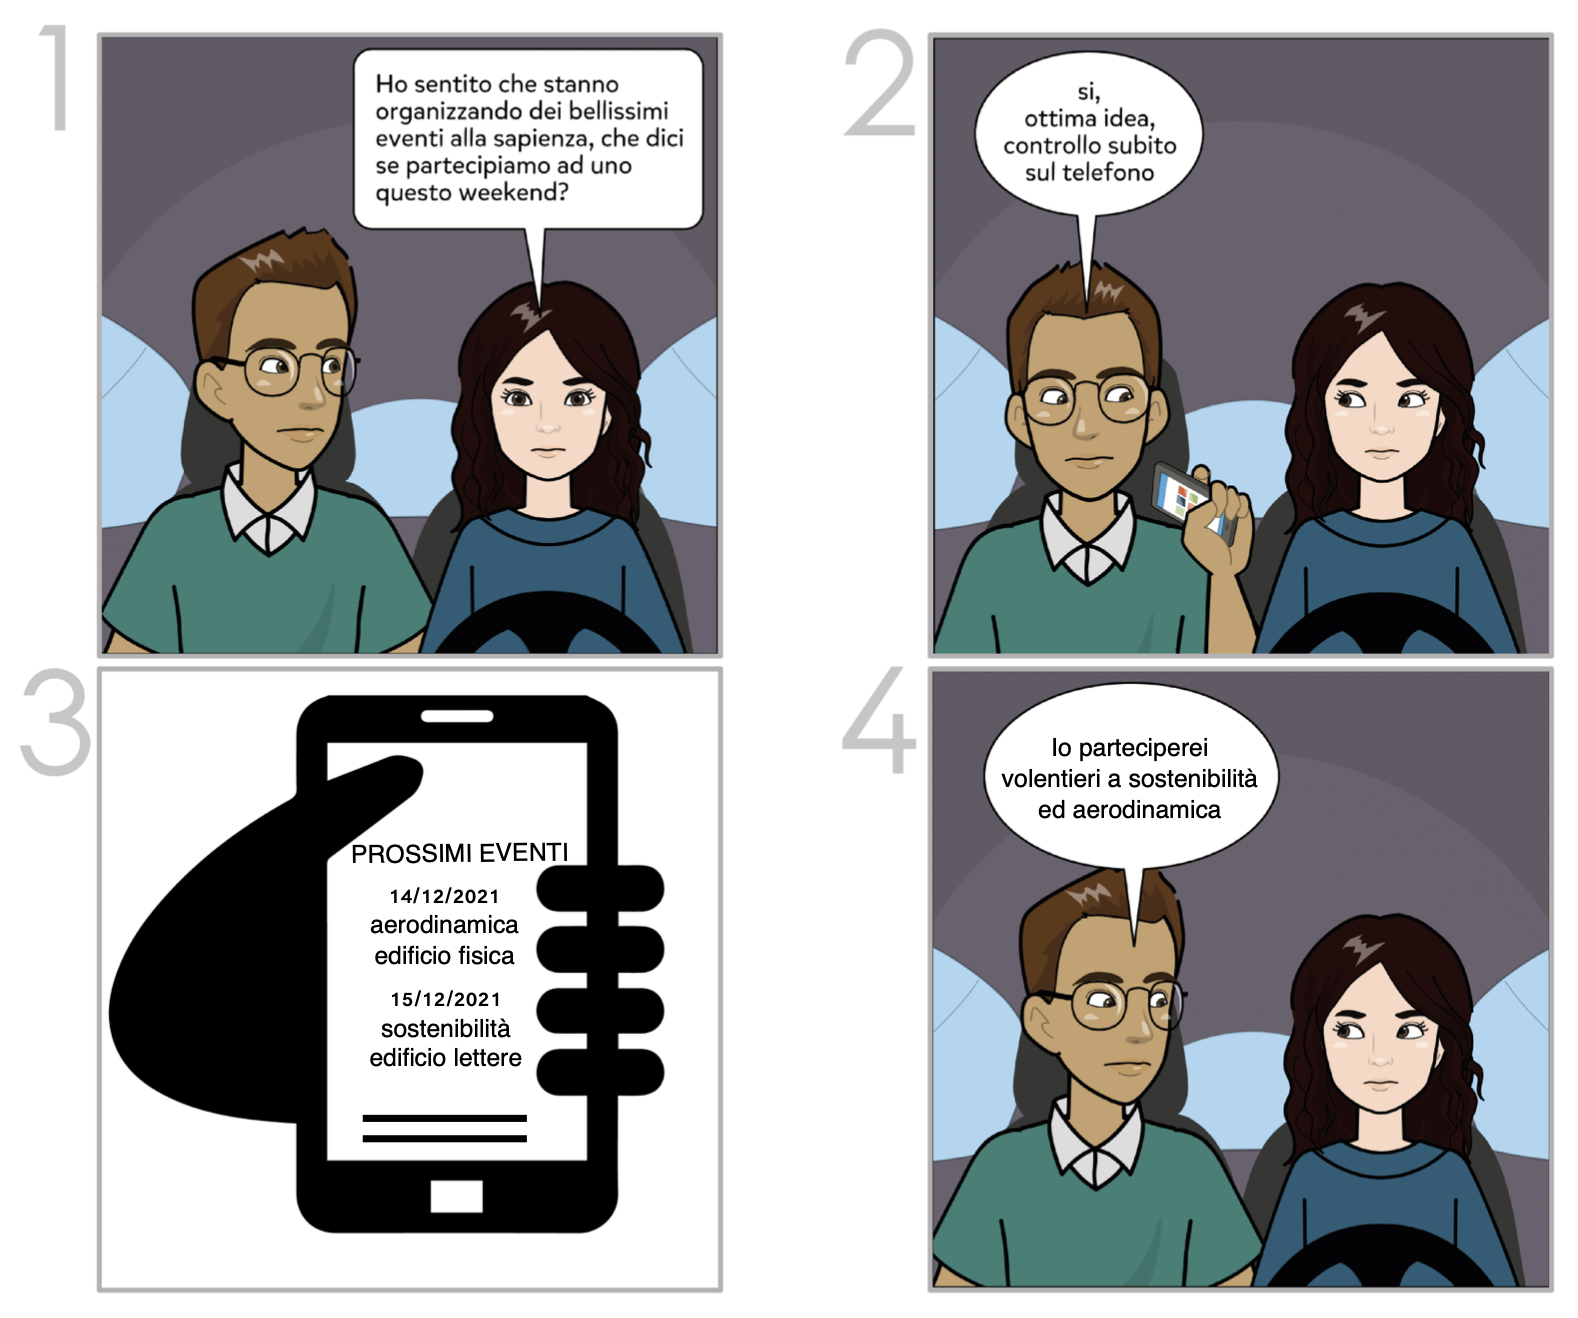 1
Ho sentito che stanno
organizzando dei bellissimi
eventi alla sapienza, che dici
se partecipiamo ad uno
questo weekend?
2
si,
ottima idea,
controllo subito
sul telefono
3
PROSSIMI EVENTI
14/12/2021
aerodinamica
edificio fisica
15/12/2021
sostenibilità
edificio lettere
4
Io parteciperei
volentieri a sostenibilità
ed aerodinamica